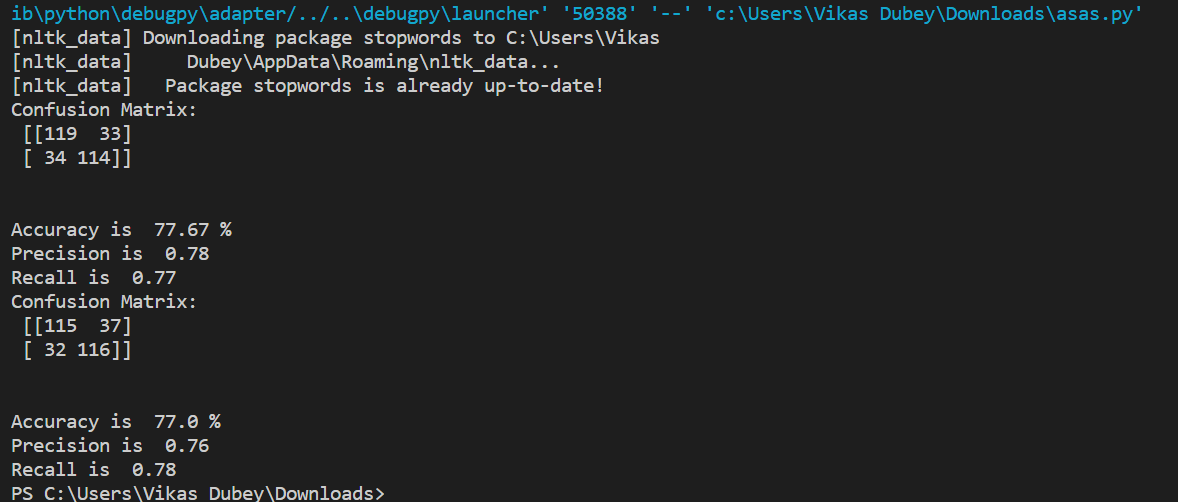 ib\python\debugpy\adapter/../..\debugpy\launcher' '50388' '--' 'c:\Users\Vikas Dubey\Downloads\asas.py'
[nltk_data] Downloading package stopwords to C:\Users\Vikas
[nltk_data]     Dubey\AppData\Roaming\nltk_data...
[nltk_data]   Package stopwords is already up-to-date!
Confusion Matrix:
 [[119  33]
 [ 34 114]]
Accuracy is  77.67 %
Precision is  0.78
Recall is  0.77
Confusion Matrix:
 [[115  37]
 [ 32 116]]
Accuracy is  77.0 %
Precision is  0.76
Recall is  0.78
PS C:\Users\Vikas Dubey\Downloads>